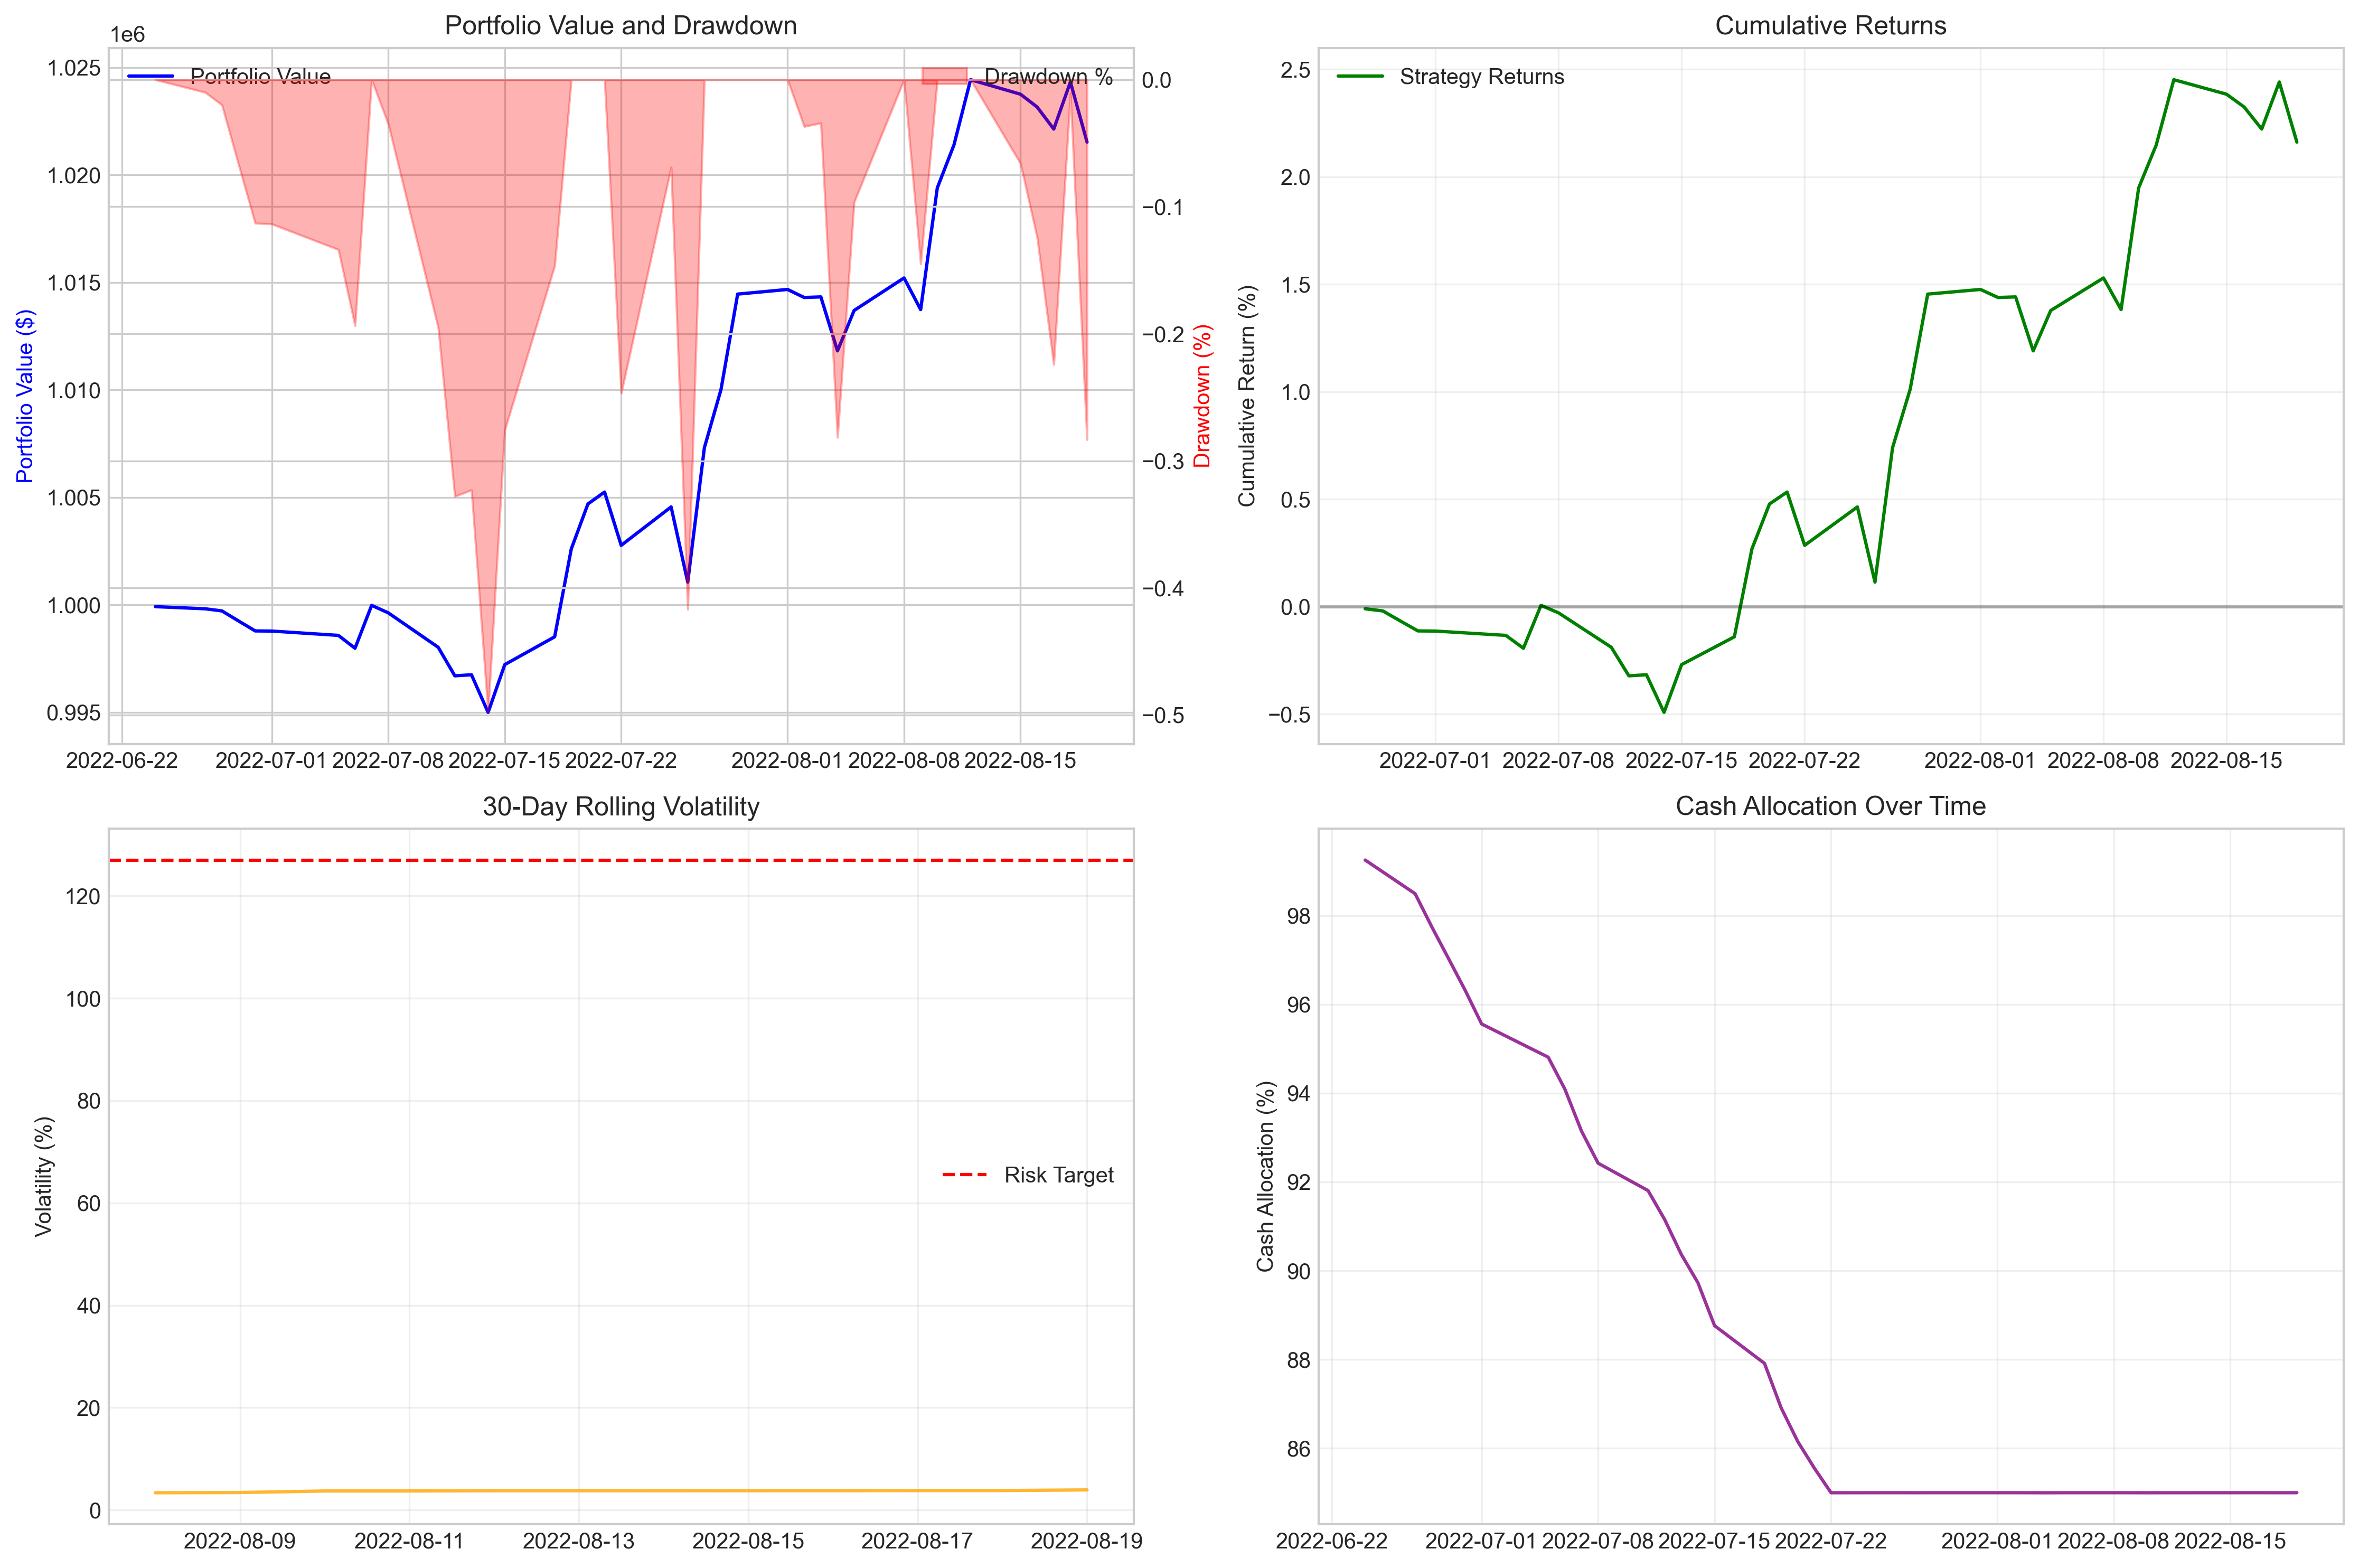 Portfolio Value and Drawdown
1e6
Portfolio Value
Drawdown %
1.025
1.020
1.015
1.010
1.005
1.000
0.995
Portfolio Value ($)
0.0
−0.1
−0.2
−0.3
−0.4
−0.5
Drawdown (%)
2022-06-22 2022-07-01 2022-07-08 2022-07-15 2022-07-22 2022-08-01 2022-08-08 2022-08-15
Cumulative Returns
Strategy Returns
2.5
2.0
1.5
1.0
0.5
0.0
−0.5
Cumulative Return (%)
2022-07-01 2022-07-08 2022-07-15 2022-07-22 2022-08-01 2022-08-08 2022-08-15
30-Day Rolling Volatility
120
100
80
60
40
20
0
Volatility (%)
Risk Target
2022-08-09 2022-08-11 2022-08-13 2022-08-15 2022-08-17 2022-08-19
Cash Allocation Over Time
98
96
94
92
90
88
86
Cash Allocation (%)
2022-06-22 2022-07-01 2022-07-08 2022-07-15 2022-07-22 2022-08-01 2022-08-08 2022-08-15